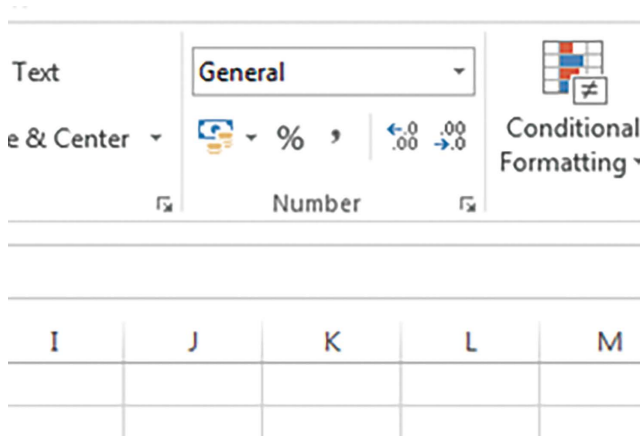 Text
General
e & Center
%
,
.0
.00
.00
.0
≠
Conditional
Formatting
Number
I J K L M